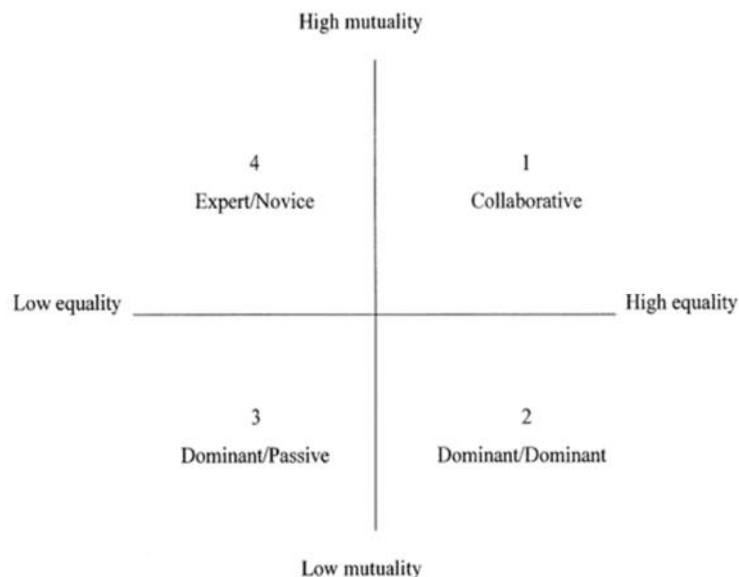 High mutuality
4
1
Expert/Novice
Collaborative
Low equality
High equality
3
2
Dominant/Passive
Dominant/Dominant
Low mutuality